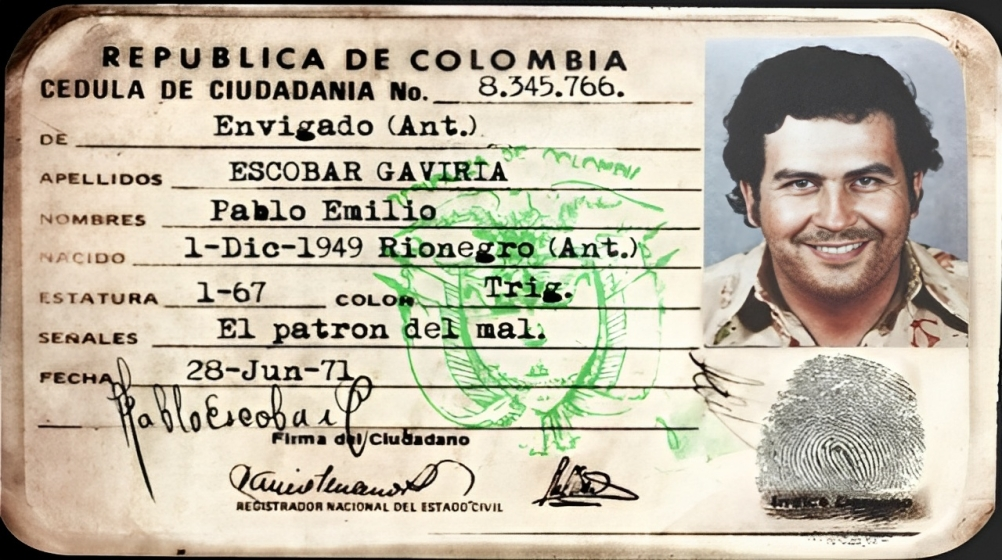 REPUBLICA DE COLOMBIA
CEDULA DE CIUDADANIA No. 8.345.766.
DE Envigado (Ant.)
APELLIDOS ESCOBAR GAVIRIA
NOMBRES Pablo Emilio
NACIDO 1-Dic-1949 Rionegro (Ant.)
ESTATURA 1-67 COLOR Trig.
SEÑALES El patron del mal.
FECHA 28-Jun-71
Pablo Escobar G
Firma del Ciudadano
REGISTRADOR NACIONAL DEL ESTADO CIVIL
DE COLOMBIA